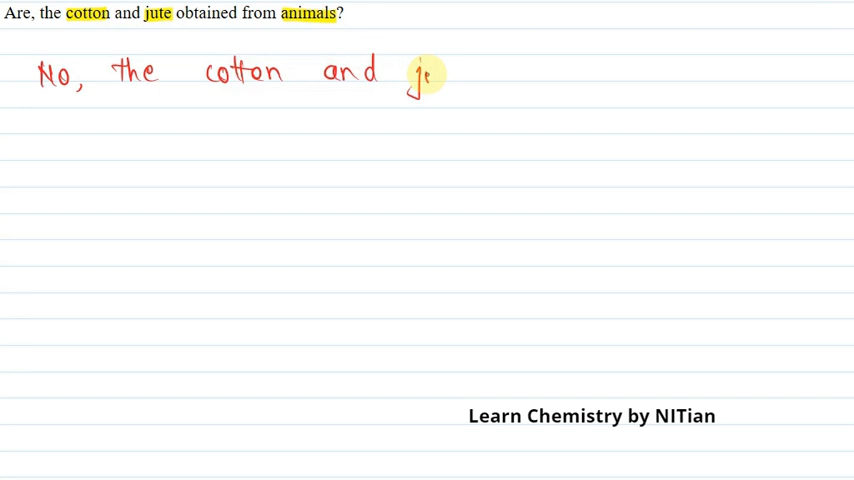 Are, the cotton and jute obtained from animals?
No, the cotton and
Learn Chemistry by NITian